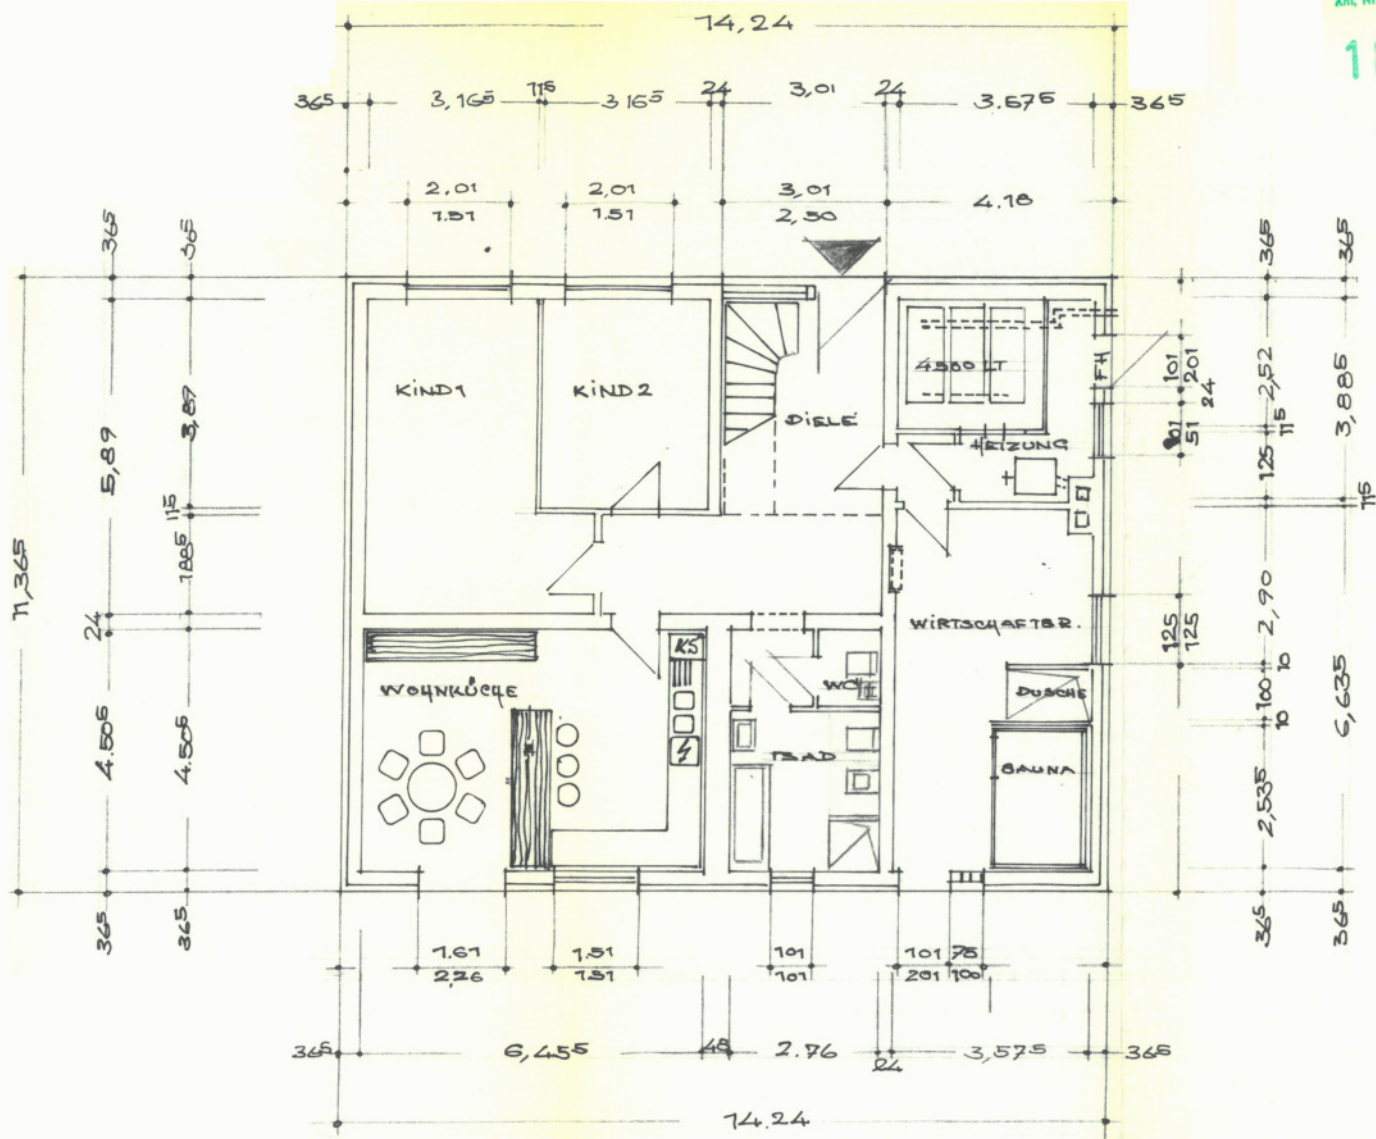 14,24
365 3,16⁵ 11⁵ 3 16⁵ 24 3,01 24 3.57⁵ 365
2,01 2,01 3,01 4.18
1.51 1.51 2,50
11,365
365 5,89 24 4.50⁵ 365
365 3,89 11⁵ 188⁵ 4.50⁵ 365
KIND 1
KIND 2
DIELE
4500 LT
FH
HEIZUNG
WOHNKÜCHE
KS
WC
BAD
WIRTSCHAFTSR.
DUSCHE
SAUNA
101 201 24
51
125
125
365 2,52 11⁵ 125 2,90 10 100 10 2,535 365
365 3,885 11⁵ 6,635 365
1.61 1.51 101 101 75
2,26 1.51 101 201 100
365 6,45⁵ 48 2.76 24 3,57⁵ 365
14.24